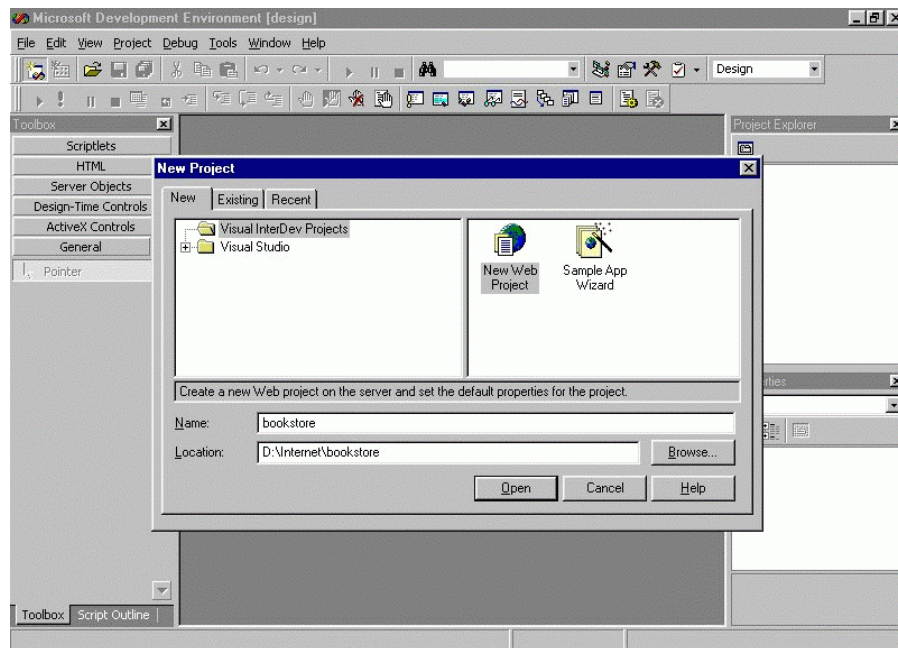 Microsoft Development Environment [design]
File Edit View Project Debug Tools Window Help
Design
Toolbox
Project Explorer
Scriptlets
HTML
Server Objects
Design-Time Controls
ActiveX Controls
General
Pointer
New Project
New Existing Recent
Visual InterDev Projects
Visual Studio
New Web
Project
Sample App
Wizard
Create a new Web project on the server and set the default properties for the project.
Name: bookstore
Location: D:\Internet\bookstore
Browse...
Open Cancel Help
erties
Toolbox Script Outline